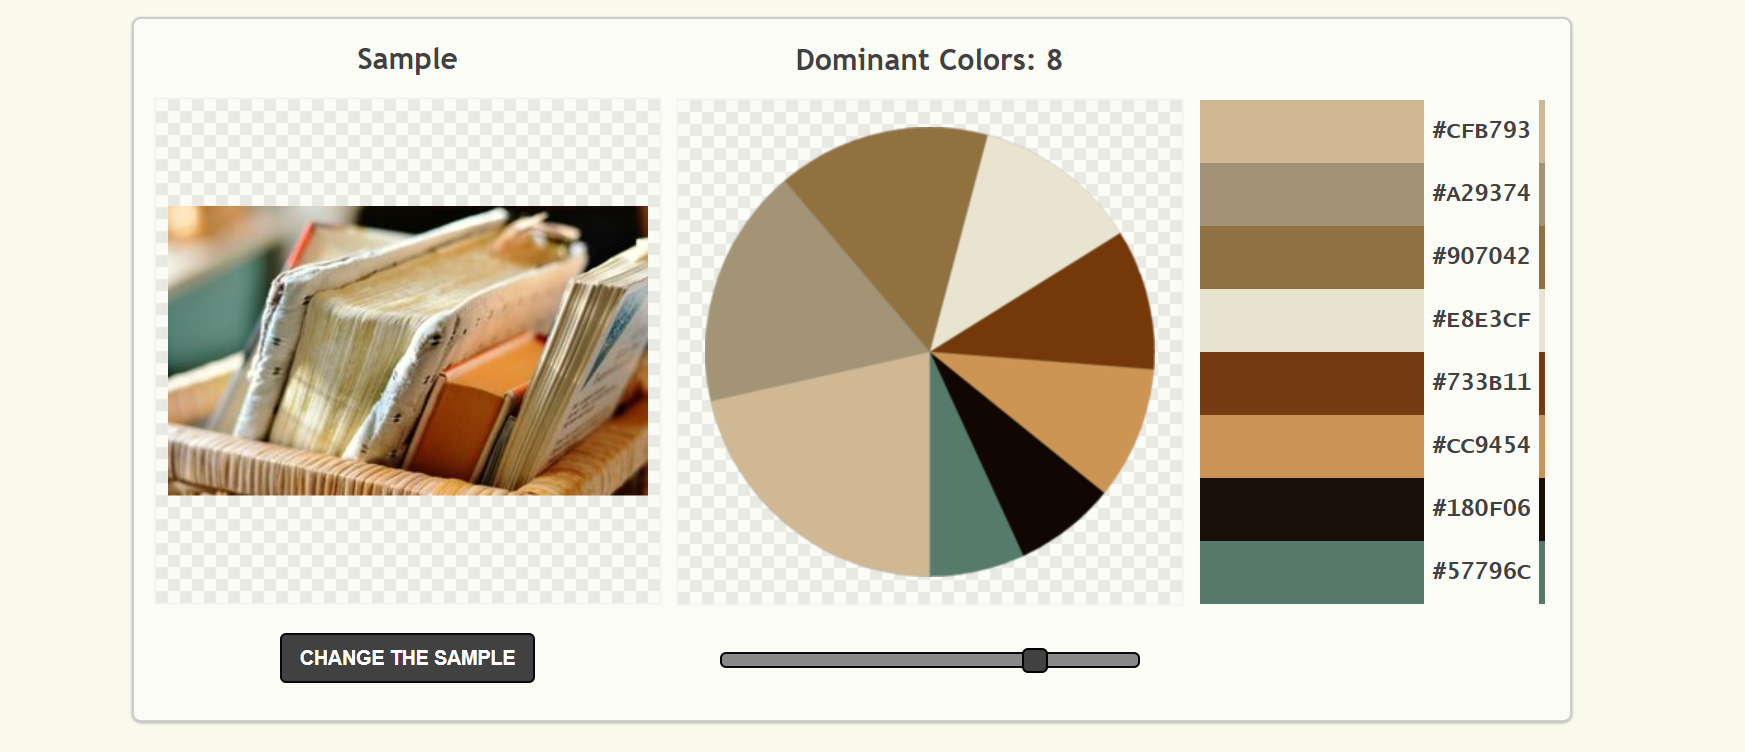 Sample
Dominant Colors: 8
#CFB793
#A29374
#907042
#E8E3CF
#733B11
#CC9454
#180F06
#57796C
CHANGE THE SAMPLE